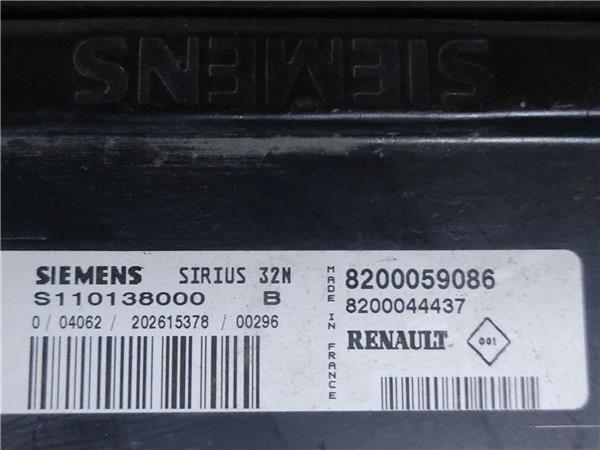 SIEMENS
SIEMENS SIRIUS 32N
S110138000 B
0 / 04062 / 202615378 / 00296
MADE IN FRANCE
8200059086
8200044437
RENAULT 001